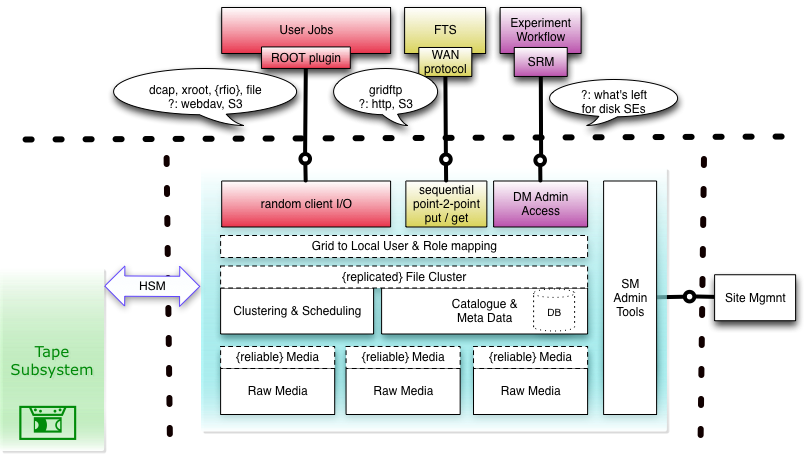 User Jobs
ROOT plugin
FTS
WAN
protocol
Experiment
Workflow
SRM
dcap, xroot, {rfio}, file
?: webdav, S3
gridftp
?: http, S3
?: what's left
for disk SEs
random client I/O
sequential
point-2-point
put / get
DM Admin
Access
Grid to Local User & Role mapping
{replicated} File Cluster
Clustering & Scheduling
Catalogue &
Meta Data
DB
{reliable} Media
{reliable} Media
{reliable} Media
Raw Media
Raw Media
Raw Media
SM
Admin
Tools
Site Mgmnt
HSM
Tape
Subsystem